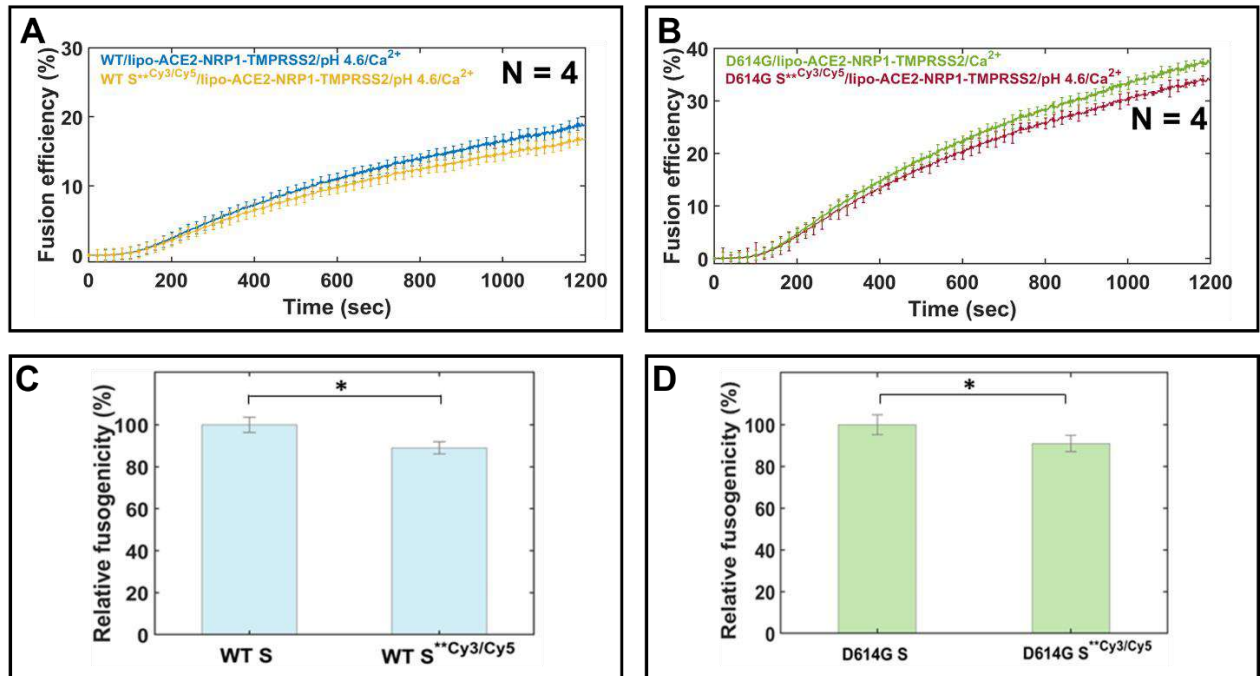 A
30
20
10
0
Fusion efficiency (%)
WT/lipo-ACE2-NRP1-TMPRSS2/pH 4.6/Ca2+
WT S**Cy3/Cy5/lipo-ACE2-NRP1-TMPRSS2/pH 4.6/Ca2+
N = 4
0 200 400 600 800 1000 1200
Time (sec)
B
40
30
20
10
0
Fusion efficiency (%)
D614G/lipo-ACE2-NRP1-TMPRSS2/Ca2+
D614G S**Cy3/Cy5/lipo-ACE2-NRP1-TMPRSS2/pH 4.6/Ca2+
N = 4
0 200 400 600 800 1000 1200
Time (sec)
C
Relative fusogenicity (%)
100
80
60
40
20
0
*
WT S WT S**Cy3/Cy5
D
Relative fusogenicity (%)
100
80
60
40
20
0
*
D614G S D614G S**Cy3/Cy5